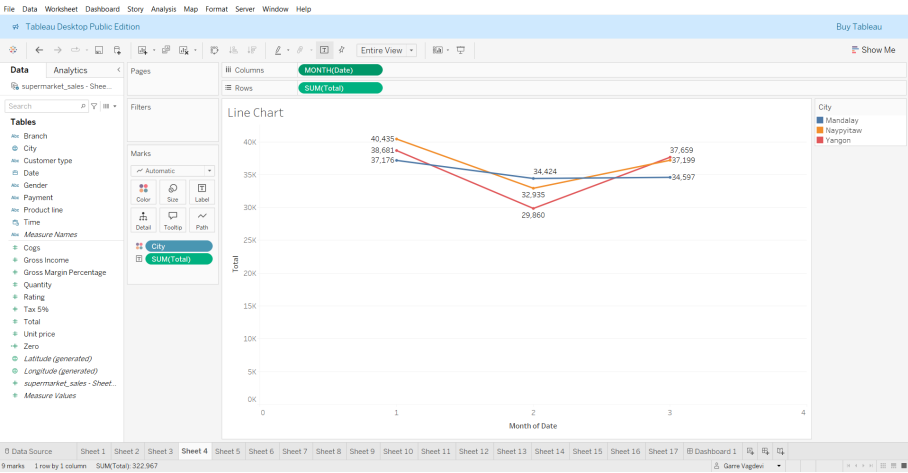 File Data Worksheet Dashboard Story Analysis Map Format Server Window Help
Tableau Desktop Public Edition Buy Tableau
Entire View Show Me
Data Analytics
supermarket_sales - Shee...
Search
Tables
Abc Branch
City
Abc Customer type
Date
Abc Gender
Abc Payment
Abc Product line
Time
Abc Measure Names
Cogs
Gross Income
Gross Margin Percentage
Quantity
Rating
Tax 5%
Total
Unit price
Zero
Latitude (generated)
Longitude (generated)
supermarket_sales - Sheet...
Measure Values
Pages
Filters
Marks
Automatic
Color Size Label
Detail Tooltip Path
City
SUM(Total)
Columns MONTH(Date)
Rows SUM(Total)
Line Chart
40K
35K
30K
25K
20K
15K
10K
5K
0K
Total
40,435
38,681
37,176
34,424
32,935
29,860
37,659
37,199
34,597
0 1 2 3 4
Month of Date
City
Mandalay
Naypyitaw
Yangon
Data Source Sheet 1 Sheet 2 Sheet 3 Sheet 4 Sheet 5 Sheet 6 Sheet 7 Sheet 8 Sheet 9 Sheet 10 Sheet 11 Sheet 12 Sheet 13 Sheet 14 Sheet 15 Sheet 16 Sheet 17 Dashboard 1
9 marks 1 row by 1 column SUM(Total): 322,967 Garre Vagdevi